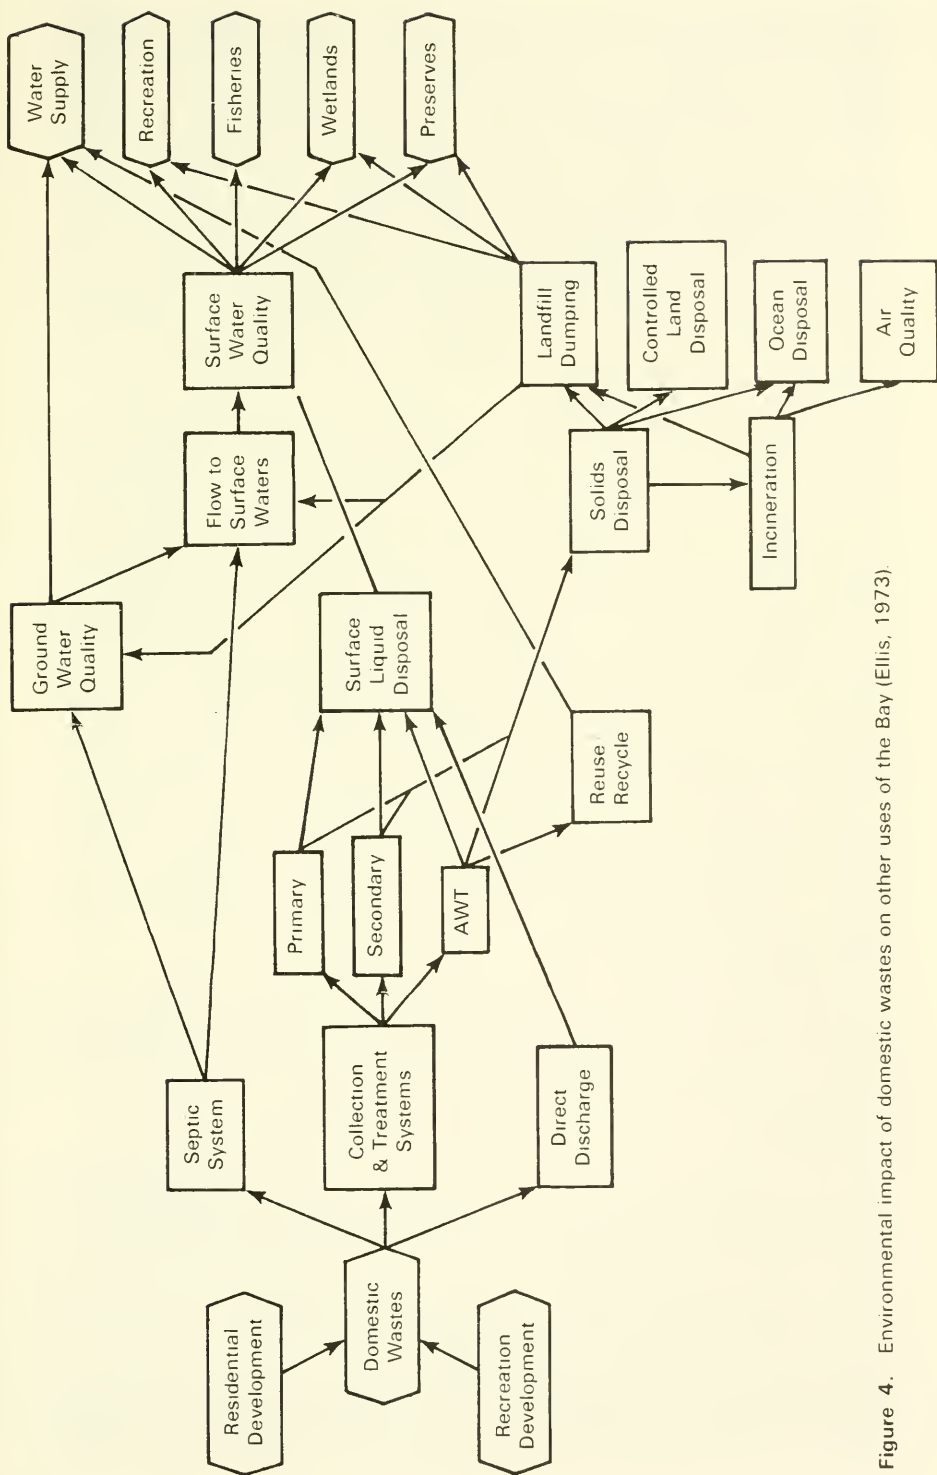 Residential
Development
Domestic
Wastes
Recreation
Development
Septic
System
Collection
& Treatment
Systems
Direct
Discharge
Primary
Secondary
AWT
Ground
Water
Quality
Surface
Liquid
Disposal
Reuse
Recycle
Flow to
Surface
Waters
Solids
Disposal
Incineration
Surface
Water
Quality
Landfill
Dumping
Controlled
Land
Disposal
Ocean
Disposal
Air
Quality
Water
Supply
Recreation
Fisheries
Wetlands
Preserves
Figure 4. Environmental impact of domestic wastes on other uses of the Bay (Ellis, 1973).